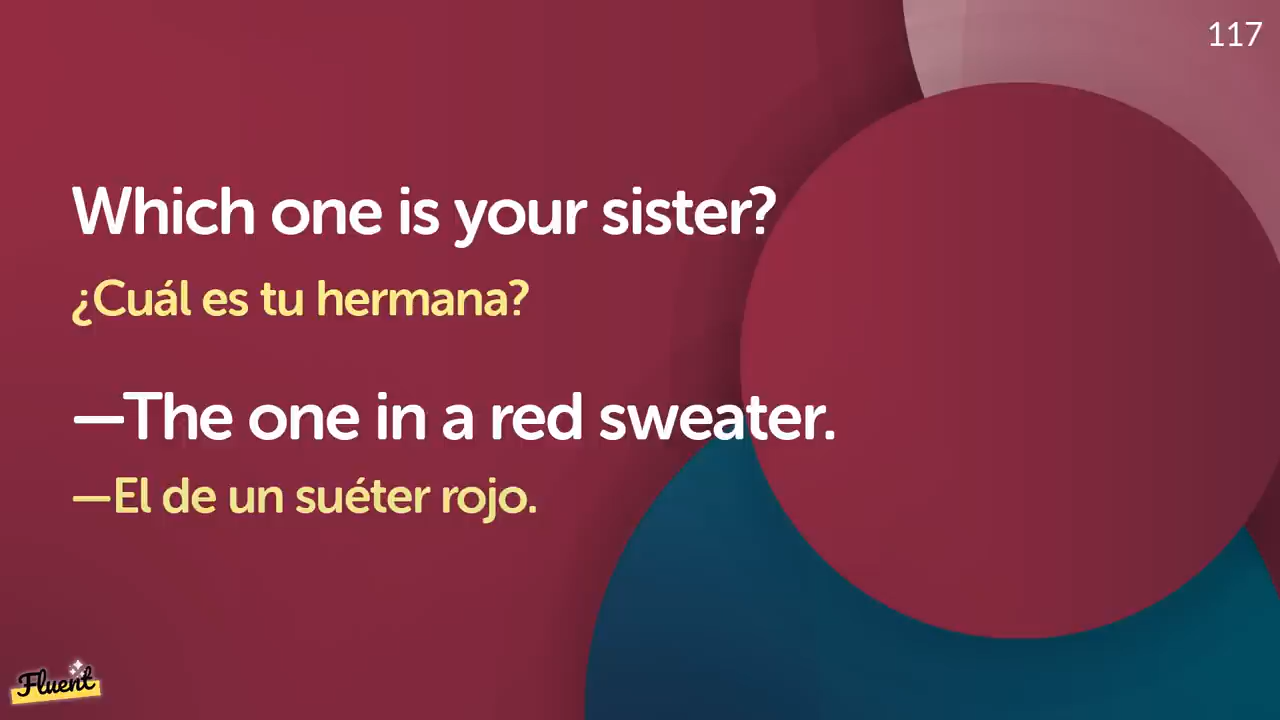 117
Which one is your sister?
¿Cuál es tu hermana?
—The one in a red sweater.
—El de un suéter rojo.
Fluent